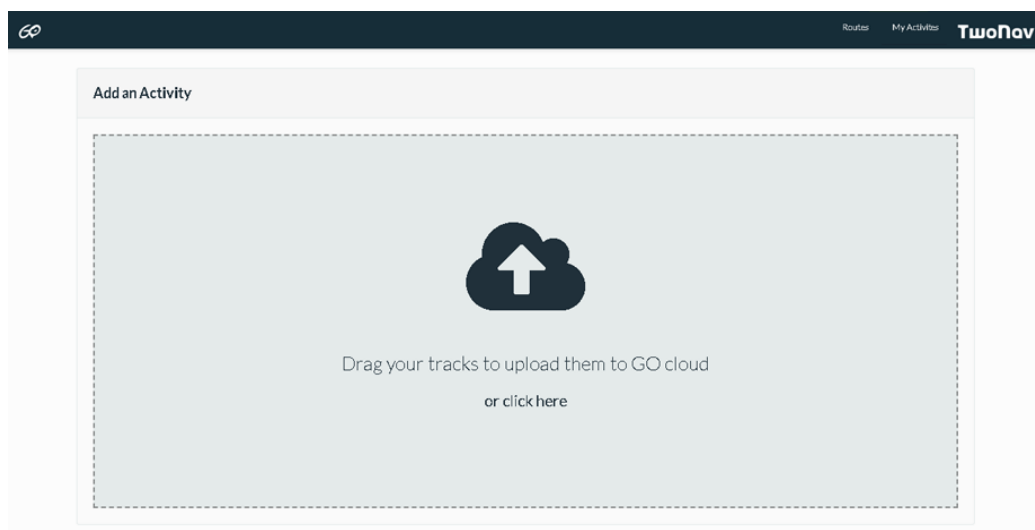 GO
Routes My Activites TwoNav
Add an Activity
Drag your tracks to upload them to GO cloud
or click here